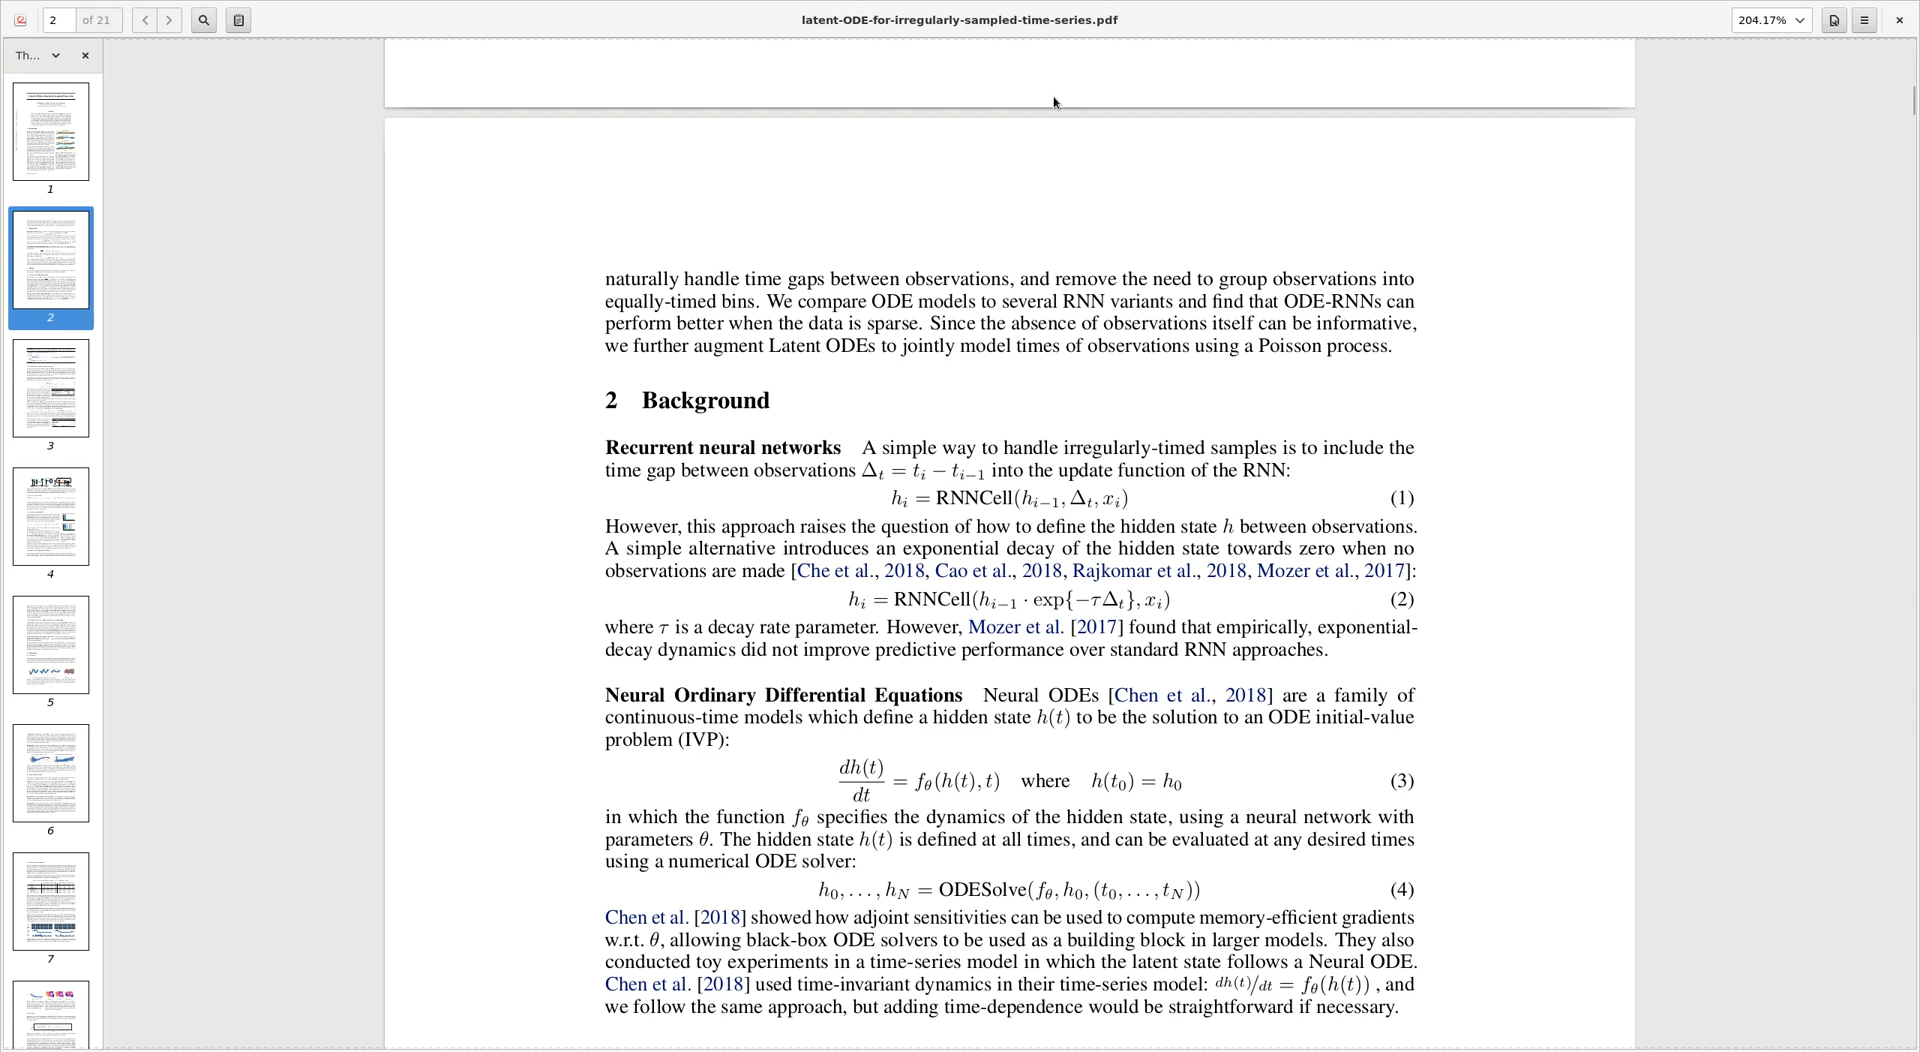 2 of 21
latent-ODE-for-irregularly-sampled-time-series.pdf
204.17%
Th...
1
2
3
4
5
6
7
naturally handle time gaps between observations, and remove the need to group observations into
equally-timed bins. We compare ODE models to several RNN variants and find that ODE-RNNs can
perform better when the data is sparse. Since the absence of observations itself can be informative,
we further augment Latent ODEs to jointly model times of observations using a Poisson process.
2 Background
Recurrent neural networks A simple way to handle irregularly-timed samples is to include the
time gap between observations Δₜ = tᵢ − tᵢ₋₁ into the update function of the RNN:
hᵢ = RNNCell(hᵢ₋₁, Δₜ, xᵢ) (1)
However, this approach raises the question of how to define the hidden state h between observations.
A simple alternative introduces an exponential decay of the hidden state towards zero when no
observations are made [Che et al., 2018, Cao et al., 2018, Rajkomar et al., 2018, Mozer et al., 2017]:
hᵢ = RNNCell(hᵢ₋₁ · exp{−τΔₜ}, xᵢ) (2)
where τ is a decay rate parameter. However, Mozer et al. [2017] found that empirically, exponential-
decay dynamics did not improve predictive performance over standard RNN approaches.
Neural Ordinary Differential Equations Neural ODEs [Chen et al., 2018] are a family of
continuous-time models which define a hidden state h(t) to be the solution to an ODE initial-value
problem (IVP):
dh(t)/dt = f_θ(h(t), t) where h(t₀) = h₀ (3)
in which the function f_θ specifies the dynamics of the hidden state, using a neural network with
parameters θ. The hidden state h(t) is defined at all times, and can be evaluated at any desired times
using a numerical ODE solver:
h₀, . . . , h_N = ODESolve(f_θ, h₀, (t₀, . . . , t_N)) (4)
Chen et al. [2018] showed how adjoint sensitivities can be used to compute memory-efficient gradients
w.r.t. θ, allowing black-box ODE solvers to be used as a building block in larger models. They also
conducted toy experiments in a time-series model in which the latent state follows a Neural ODE.
Chen et al. [2018] used time-invariant dynamics in their time-series model: dh(t)/dt = f_θ(h(t)) , and
we follow the same approach, but adding time-dependence would be straightforward if necessary.